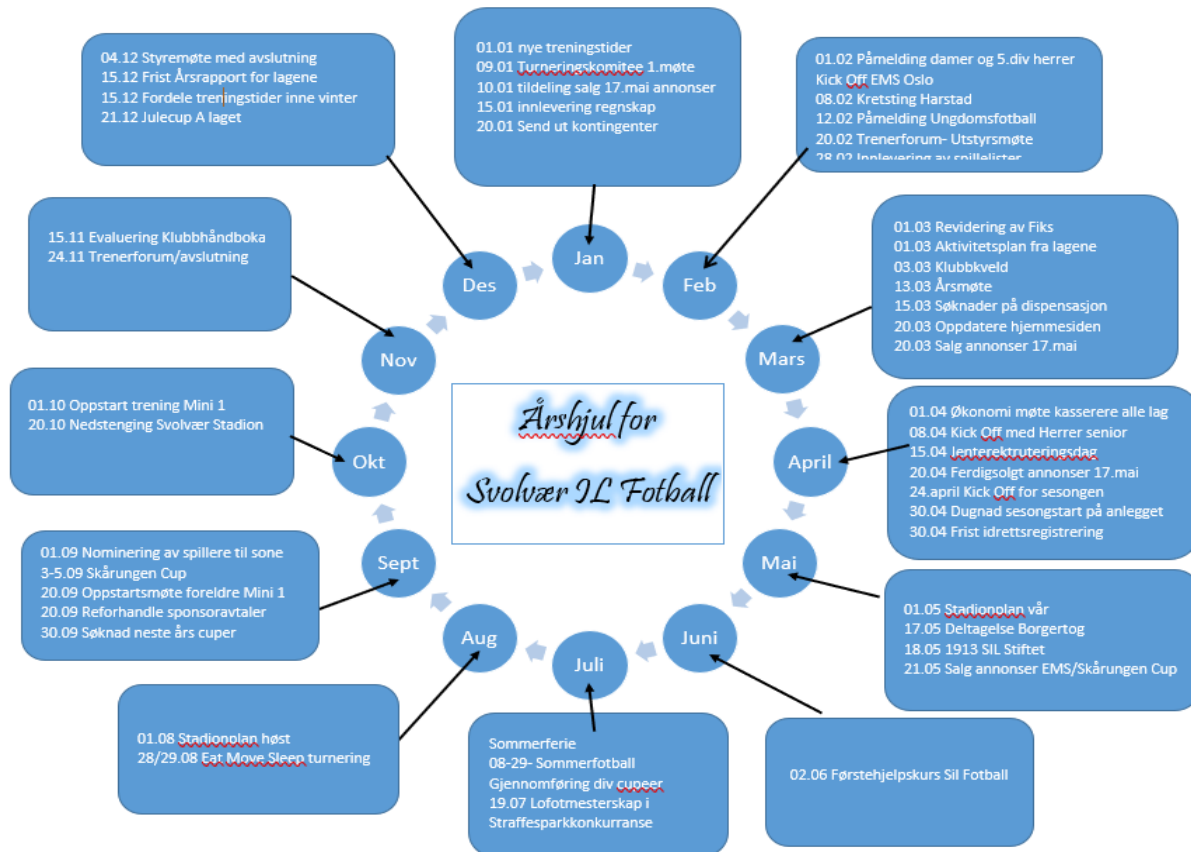 Årshjul for
Svolvær IL Fotball
Jan
01.01 nye treningstider
09.01 Turneringskomitee 1.møte
10.01 tildeling salg 17.mai annonser
15.01 innlevering regnskap
20.01 Send ut kontingenter
Feb
01.02 Påmelding damer og 5.div herrer
Kick Off EMS Oslo
08.02 Kretsting Harstad
12.02 Påmelding Ungdomsfotball
20.02 Trenerforum- Utstyrsmøte
28.02 Innlevering av spillelister
Mars
01.03 Revidering av Fiks
01.03 Aktivitetsplan fra lagene
03.03 Klubbkveld
13.03 Årsmøte
15.03 Søknader på dispensasjon
20.03 Oppdatere hjemmesiden
20.03 Salg annonser 17.mai
April
01.04 Økonomi møte kasserere alle lag
08.04 Kick Off med Herrer senior
15.04 Jenterektruteringsdag
20.04 Ferdigsolgt annonser 17.mai
24.april Kick Off for sesongen
30.04 Dugnad sesongstart på anlegget
30.04 Frist idrettsregistrering
Mai
01.05 Stadionplan vår
17.05 Deltagelse Borgertog
18.05 1913 SIL Stiftet
21.05 Salg annonser EMS/Skårungen Cup
Juni
02.06 Førstehjelpskurs Sil Fotball
Juli
Sommerferie
08-29- Sommerfotball
Gjennomføring div cupeer
19.07 Lofotmesterskap i
Straffesparkkonkurranse
Aug
01.08 Stadionplan høst
28/29.08 Eat Move Sleep turnering
Sept
01.09 Nominering av spillere til sone
3-5.09 Skårungen Cup
20.09 Oppstartsmøte foreldre Mini 1
20.09 Reforhandle sponsoravtaler
30.09 Søknad neste års cuper
Okt
01.10 Oppstart trening Mini 1
20.10 Nedstenging Svolvær Stadion
Nov
15.11 Evaluering Klubbhåndboka
24.11 Trenerforum/avslutning
Des
04.12 Styremøte med avslutning
15.12 Frist Årsrapport for lagene
15.12 Fordele treningstider inne vinter
21.12 Julecup A laget